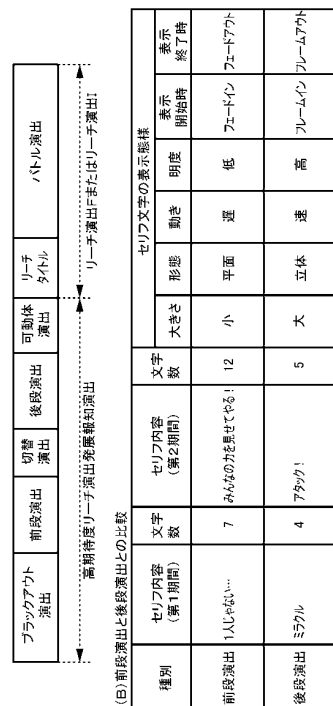 ブラックアウト演出
前段演出
切替演出
後段演出
可動体演出
リーチタイトル
バトル演出
高期待度リーチ演出発展報知演出
リーチ演出FまたはリーチI演出I
(B)前段演出と後段演出との比較
種別
セリフ内容(第1期間)
文字数
セリフ内容(第2期間)
文字数
セリフ文字の表示態様
大きさ
形態
動き
明度
表示開始時
表示終了時
前段演出
1人じゃない…
7
みんなの力を見せてやる!
12
小
平面
遅
低
フェードイン
フェードアウト
後段演出
ミラクル
4
アタック!
5
大
立体
速
高
フレームイン
フレームアウト